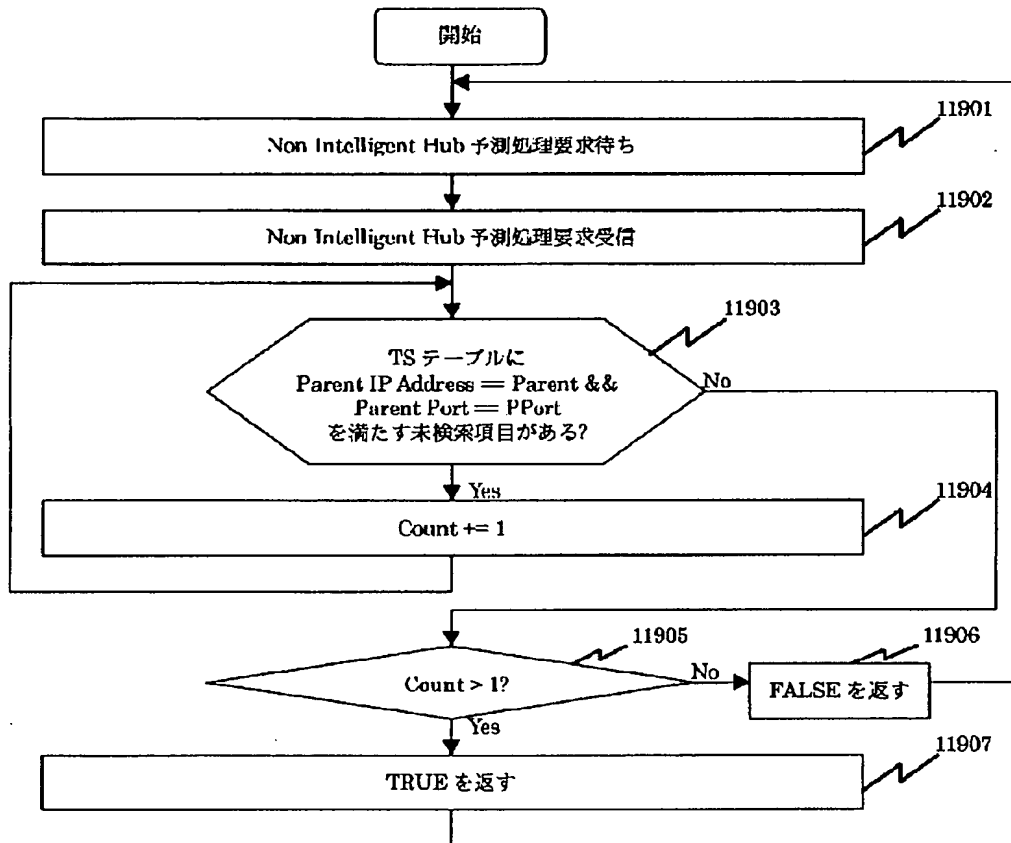 開始
11901
Non Intelligent Hub 予測処理要求待ち
11902
Non Intelligent Hub 予測処理要求受信
11903
TS テーブルに
Parent IP Address == Parent &&
Parent Port == PPort
を満たす未検索項目がある?
No
Yes
11904
Count += 1
11905
11906
Count > 1?
No
FALSE を返す
Yes
11907
TRUE を返す